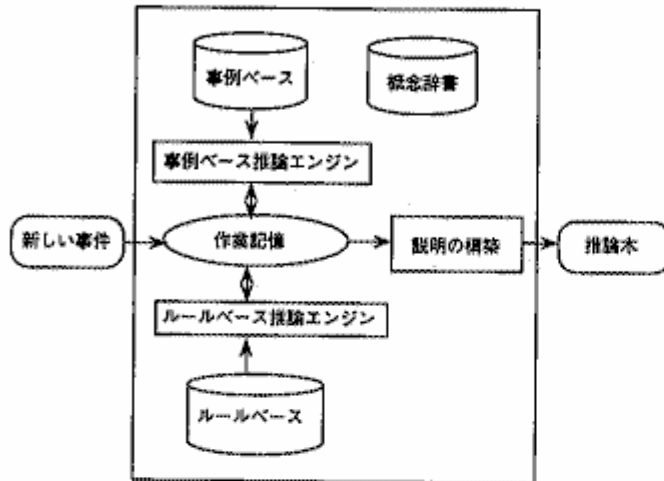 事例ベース
概念辞書
事例ベース推論エンジン
新しい事件
作業記憶
説明の構築
推論木
ルールベース推論エンジン
ルールベース